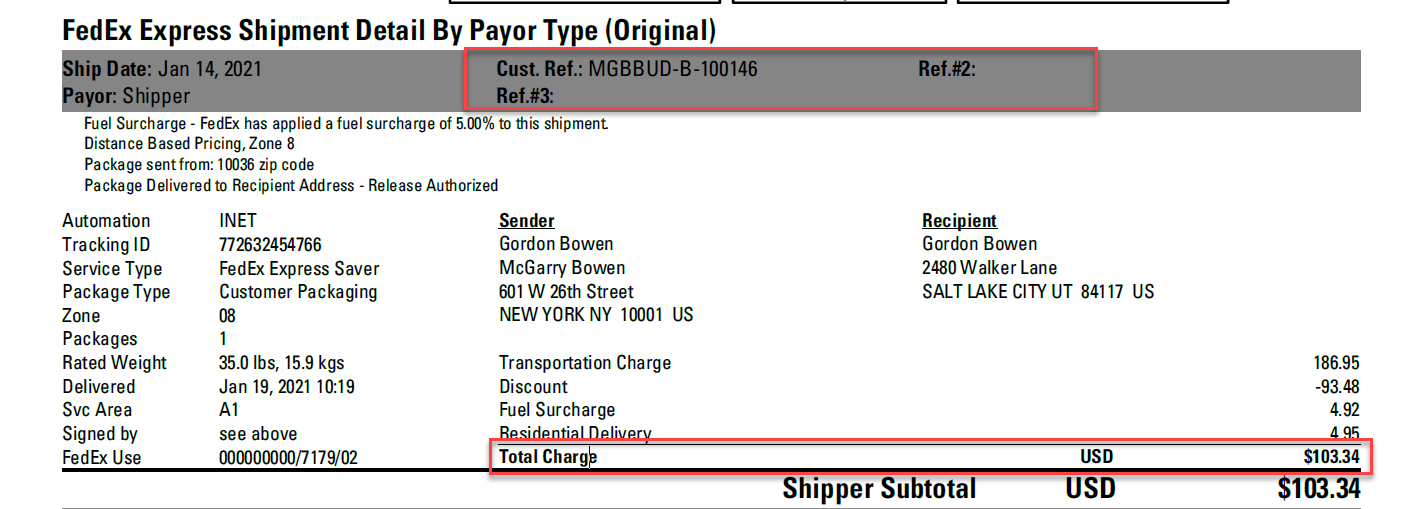 FedEx Express Shipment Detail By Payor Type (Original)
Ship Date: Jan 14, 2021 Cust. Ref.: MGBBUD-B-100146 Ref.#2:
Payor: Shipper Ref.#3:
Fuel Surcharge - FedEx has applied a fuel surcharge of 5.00% to this shipment.
Distance Based Pricing, Zone 8
Package sent from: 10036 zip code
Package Delivered to Recipient Address - Release Authorized
Automation INET Sender Recipient
Tracking ID 772632454766 Gordon Bowen Gordon Bowen
Service Type FedEx Express Saver McGarry Bowen 2480 Walker Lane
Package Type Customer Packaging 601 W 26th Street SALT LAKE CITY UT 84117 US
Zone 08 NEW YORK NY 10001 US
Packages 1
Rated Weight 35.0 lbs, 15.9 kgs Transportation Charge 186.95
Delivered Jan 19, 2021 10:19 Discount -93.48
Svc Area A1 Fuel Surcharge 4.92
Signed by see above Residential Delivery 4.95
FedEx Use 000000000/7179/02 Total Charge USD $103.34
Shipper Subtotal USD $103.34